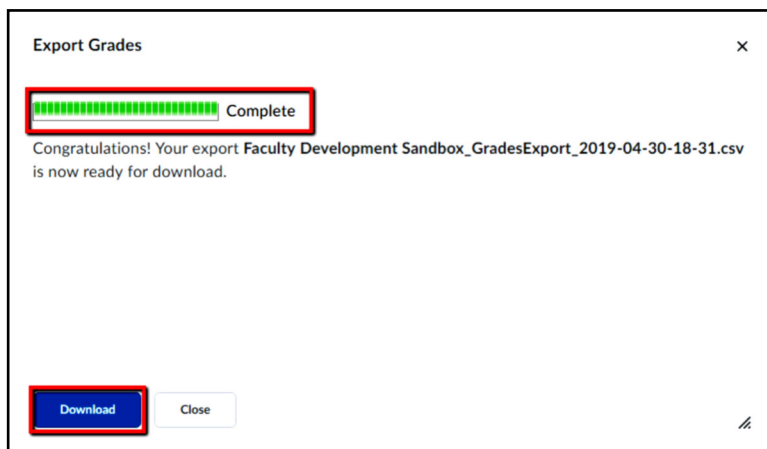 Export Grades
Complete
Congratulations! Your export Faculty Development Sandbox_GradesExport_2019-04-30-18-31.csv
is now ready for download.
Download Close